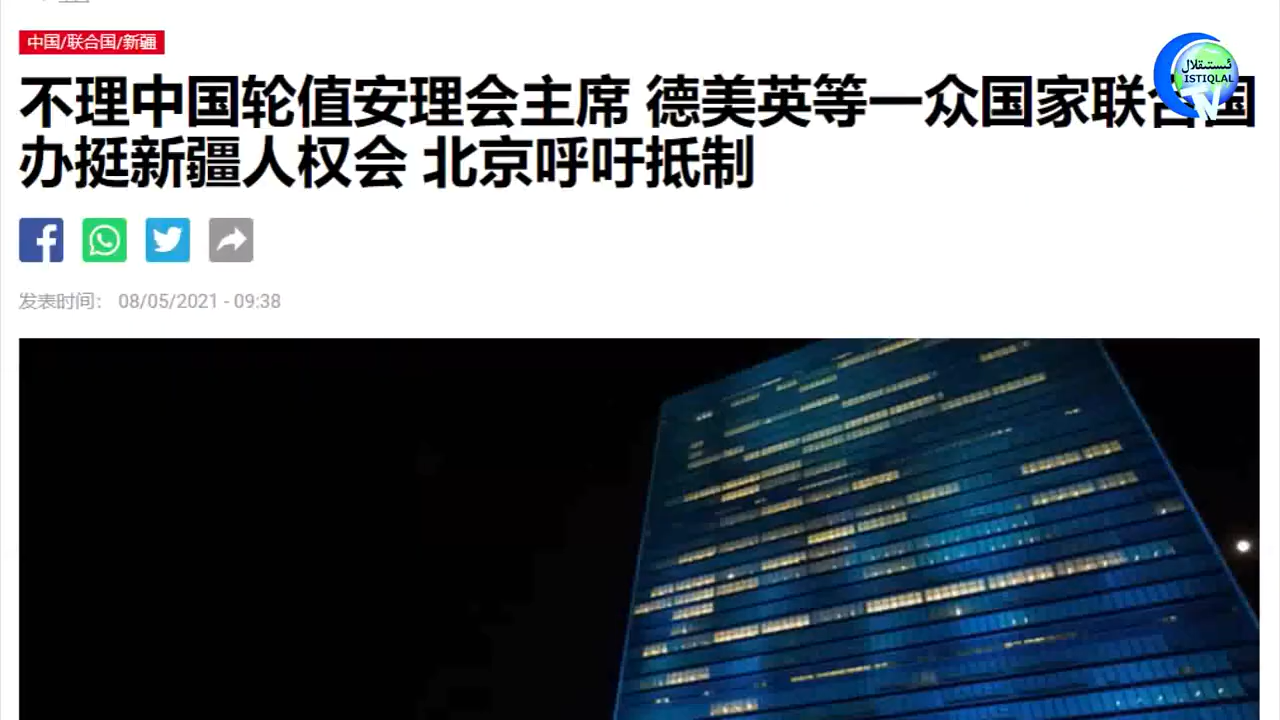 中国/联合国/新疆
不理中国轮值安理会主席 德美英等一众国家联合国
办挺新疆人权会 北京呼吁抵制
发表时间： 08/05/2021 - 09:38
ئىستىقلال
ISTIQLAL
TV